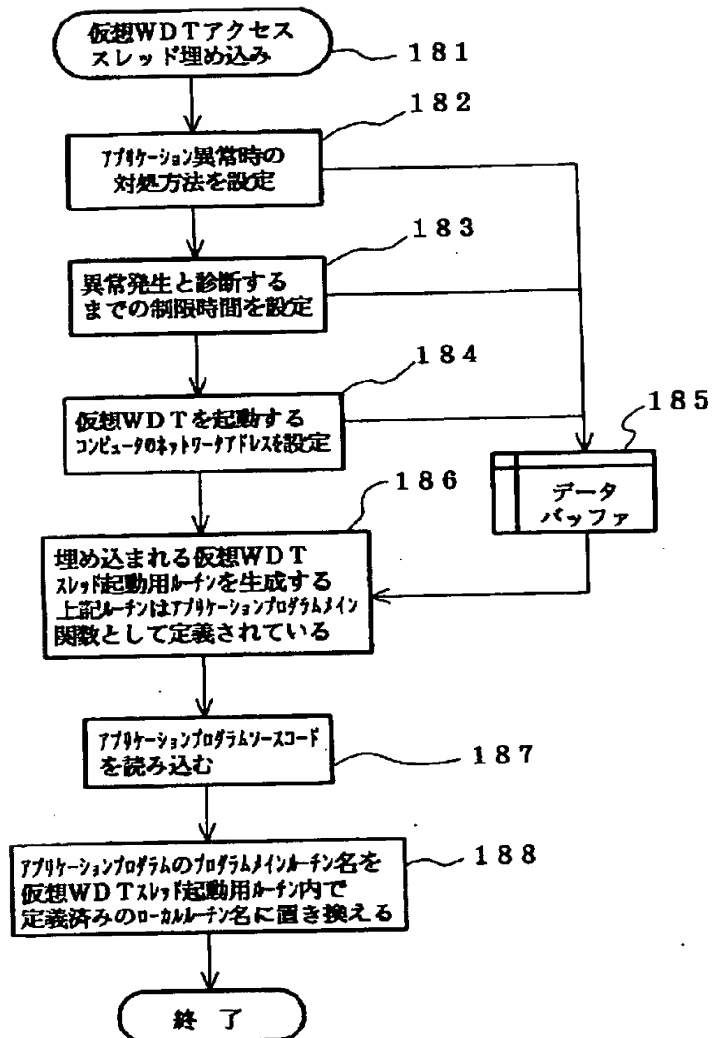 仮想WDTアクセス
スレッド埋め込み
181
182
アプリケーション異常時の
対処方法を設定
183
異常発生と診断する
までの制限時間を設定
184
仮想WDTを起動する
コンピュータのネットワークアドレスを設定
185
データ
バッファ
186
埋め込まれる仮想WDT
スレッド起動用ルーチンを生成する
上記ルーチンはアプリケーションプログラムメイン
関数として定義されている
アプリケーションプログラムソースコード
を読み込む
187
アプリケーションプログラムのプログラムメインルーチン名を
仮想WDTスレッド起動用ルーチン内で
定義済みのローカルルーチン名に置き換える
188
終了